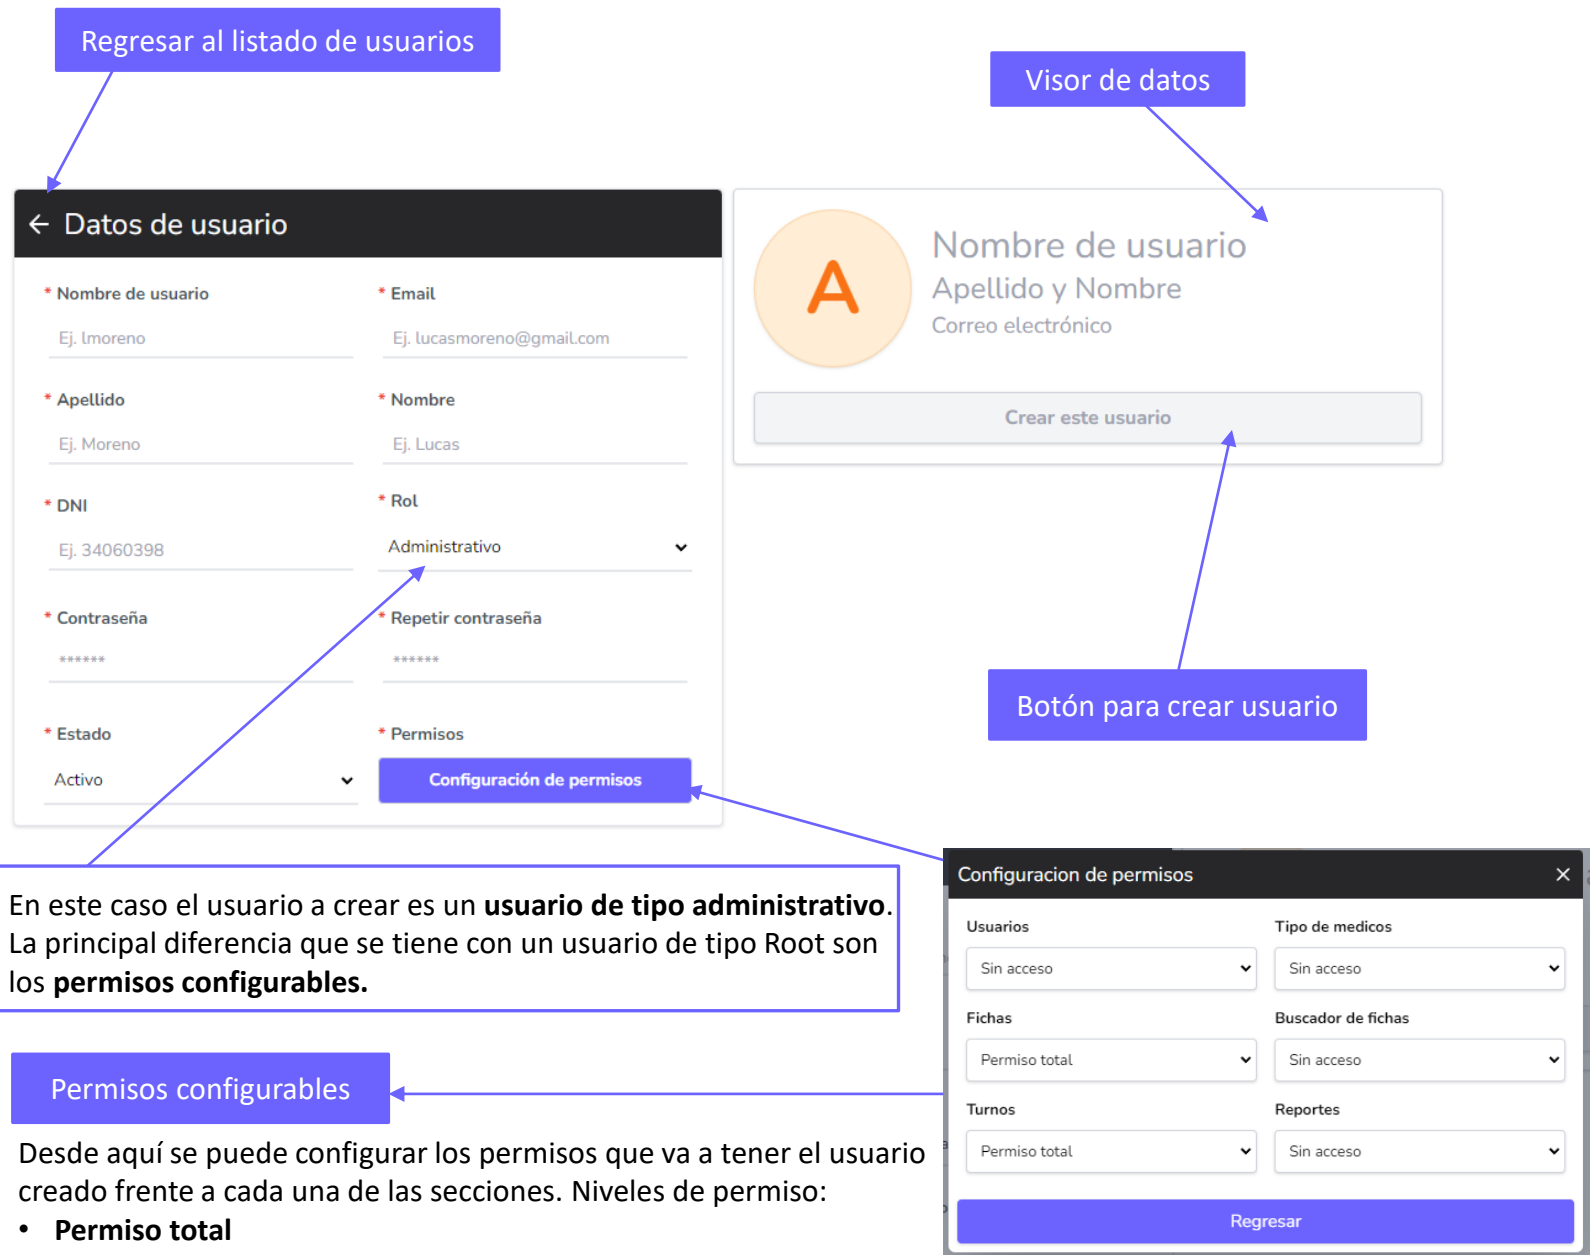 Regresar al listado de usuarios
Visor de datos
← Datos de usuario
* Nombre de usuario
* Email
Ej. lmoreno
Ej. lucasmoreno@gmail.com
* Apellido
* Nombre
Ej. Moreno
Ej. Lucas
* DNI
* Rol
Ej. 34060398
Administrativo
* Contraseña
* Repetir contraseña
******
******
* Estado
* Permisos
Activo
Configuración de permisos
A
Nombre de usuario
Apellido y Nombre
Correo electrónico
Crear este usuario
Botón para crear usuario
En este caso el usuario a crear es un usuario de tipo administrativo.
La principal diferencia que se tiene con un usuario de tipo Root son
los permisos configurables.
Configuracion de permisos
Usuarios
Tipo de medicos
Sin acceso
Sin acceso
Fichas
Buscador de fichas
Permiso total
Sin acceso
Turnos
Reportes
Permiso total
Sin acceso
Regresar
Permisos configurables
Desde aquí se puede configurar los permisos que va a tener el usuario
creado frente a cada una de las secciones. Niveles de permiso:
• Permiso total